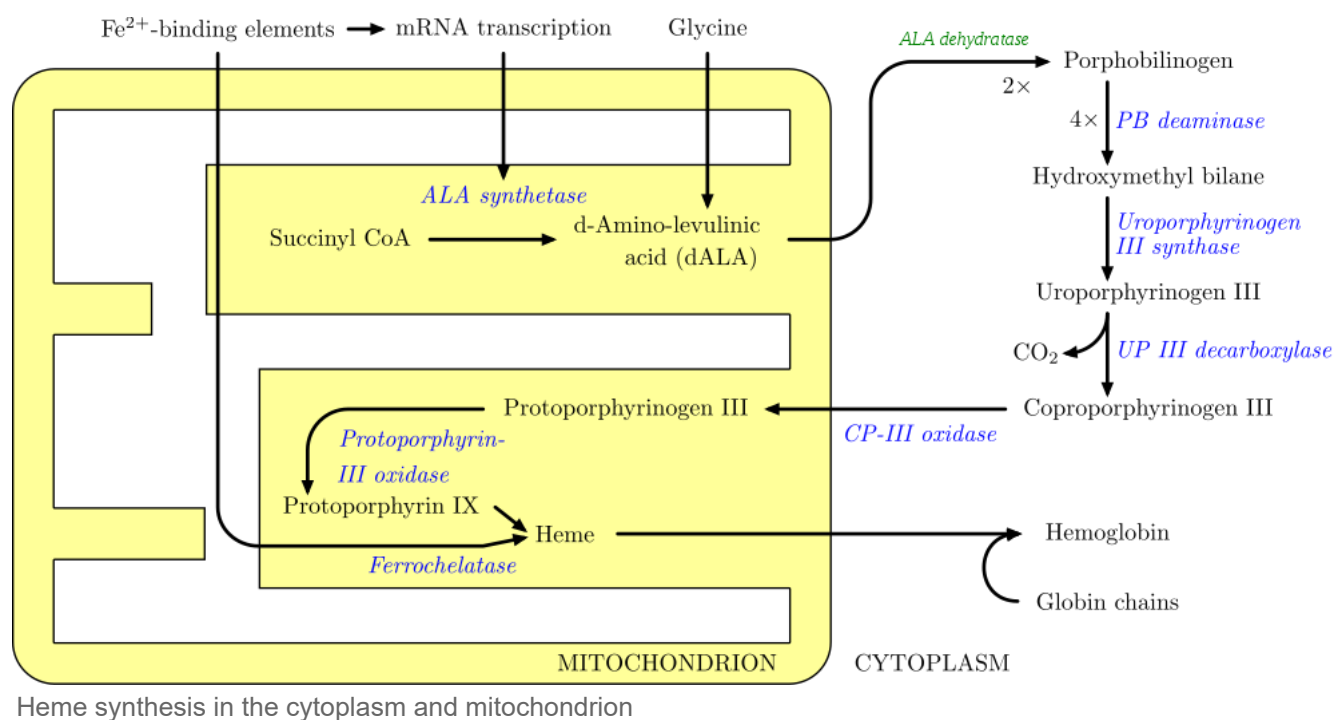 Fe²⁺-binding elements
mRNA transcription
Glycine
ALA dehydratase
2×
Porphobilinogen
4×
PB deaminase
Hydroxymethyl bilane
ALA synthetase
Succinyl CoA
d-Amino-levulinic
acid (dALA)
Uroporphyrinogen
III synthase
Uroporphyrinogen III
CO₂
UP III decarboxylase
Protoporphyrinogen III
Coproporphyrinogen III
CP-III oxidase
Protoporphyrin-
III oxidase
Protoporphyrin IX
Heme
Ferrochelatase
Hemoglobin
Globin chains
MITOCHONDRION
CYTOPLASM
Heme synthesis in the cytoplasm and mitochondrion